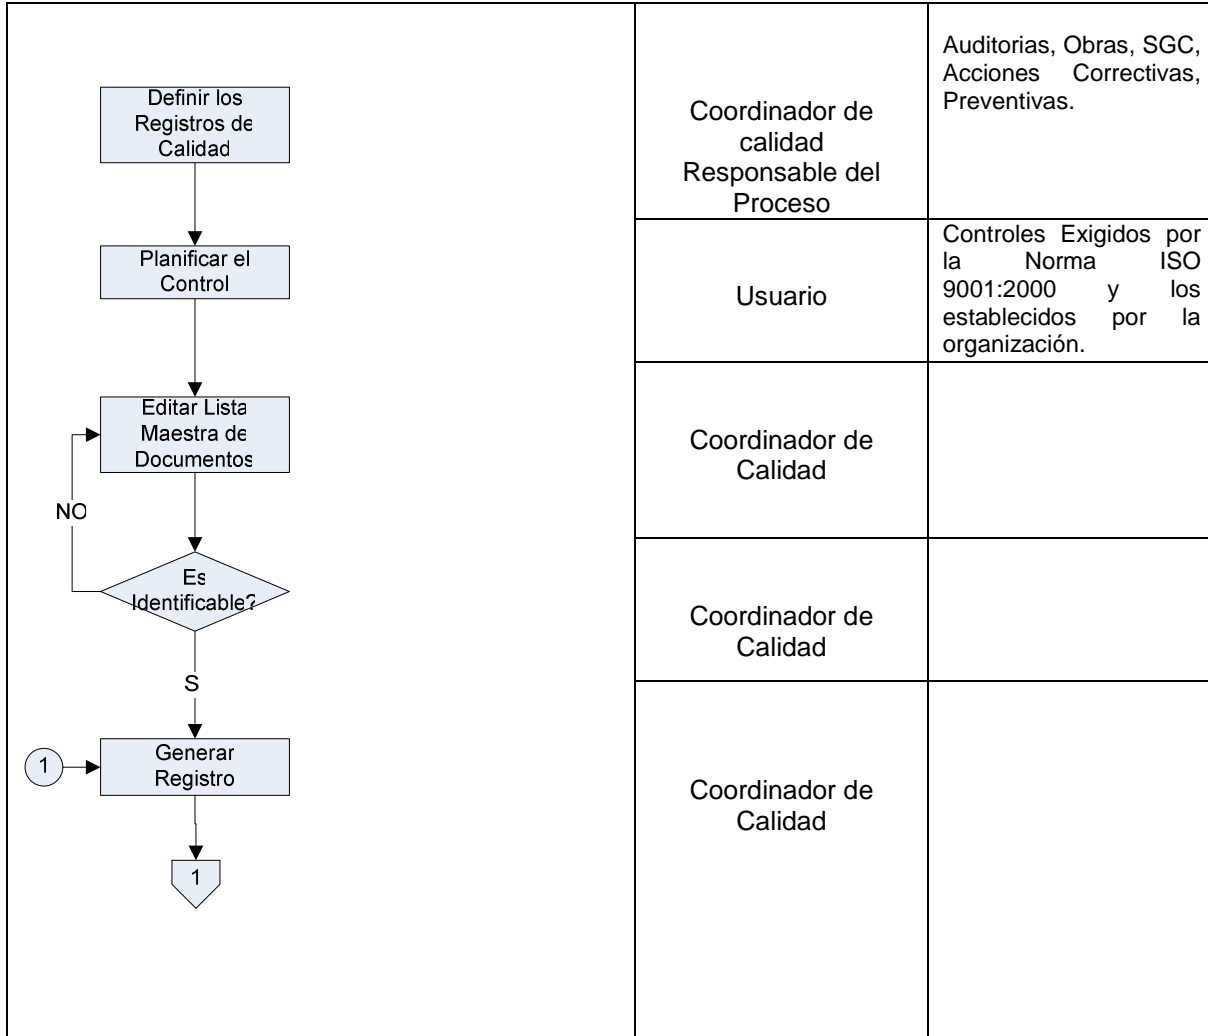 Definir los
Registros de
Calidad
Coordinador de
calidad
Responsable del
Proceso
Auditorias, Obras, SGC,
Acciones Correctivas,
Preventivas.
Planificar el
Control
Usuario
Controles Exigidos por
la Norma ISO
9001:2000 y los
establecidos por la
organización.
Editar Lista
Maestra de
Documentos
Coordinador de
Calidad
NO
Es
Identificable?
Coordinador de
Calidad
S
1
Generar
Registro
Coordinador de
Calidad
1